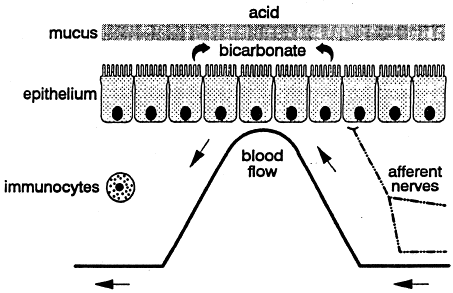 acid
mucus
bicarbonate
epithelium
blood
flow
afferent
nerves
immunocytes